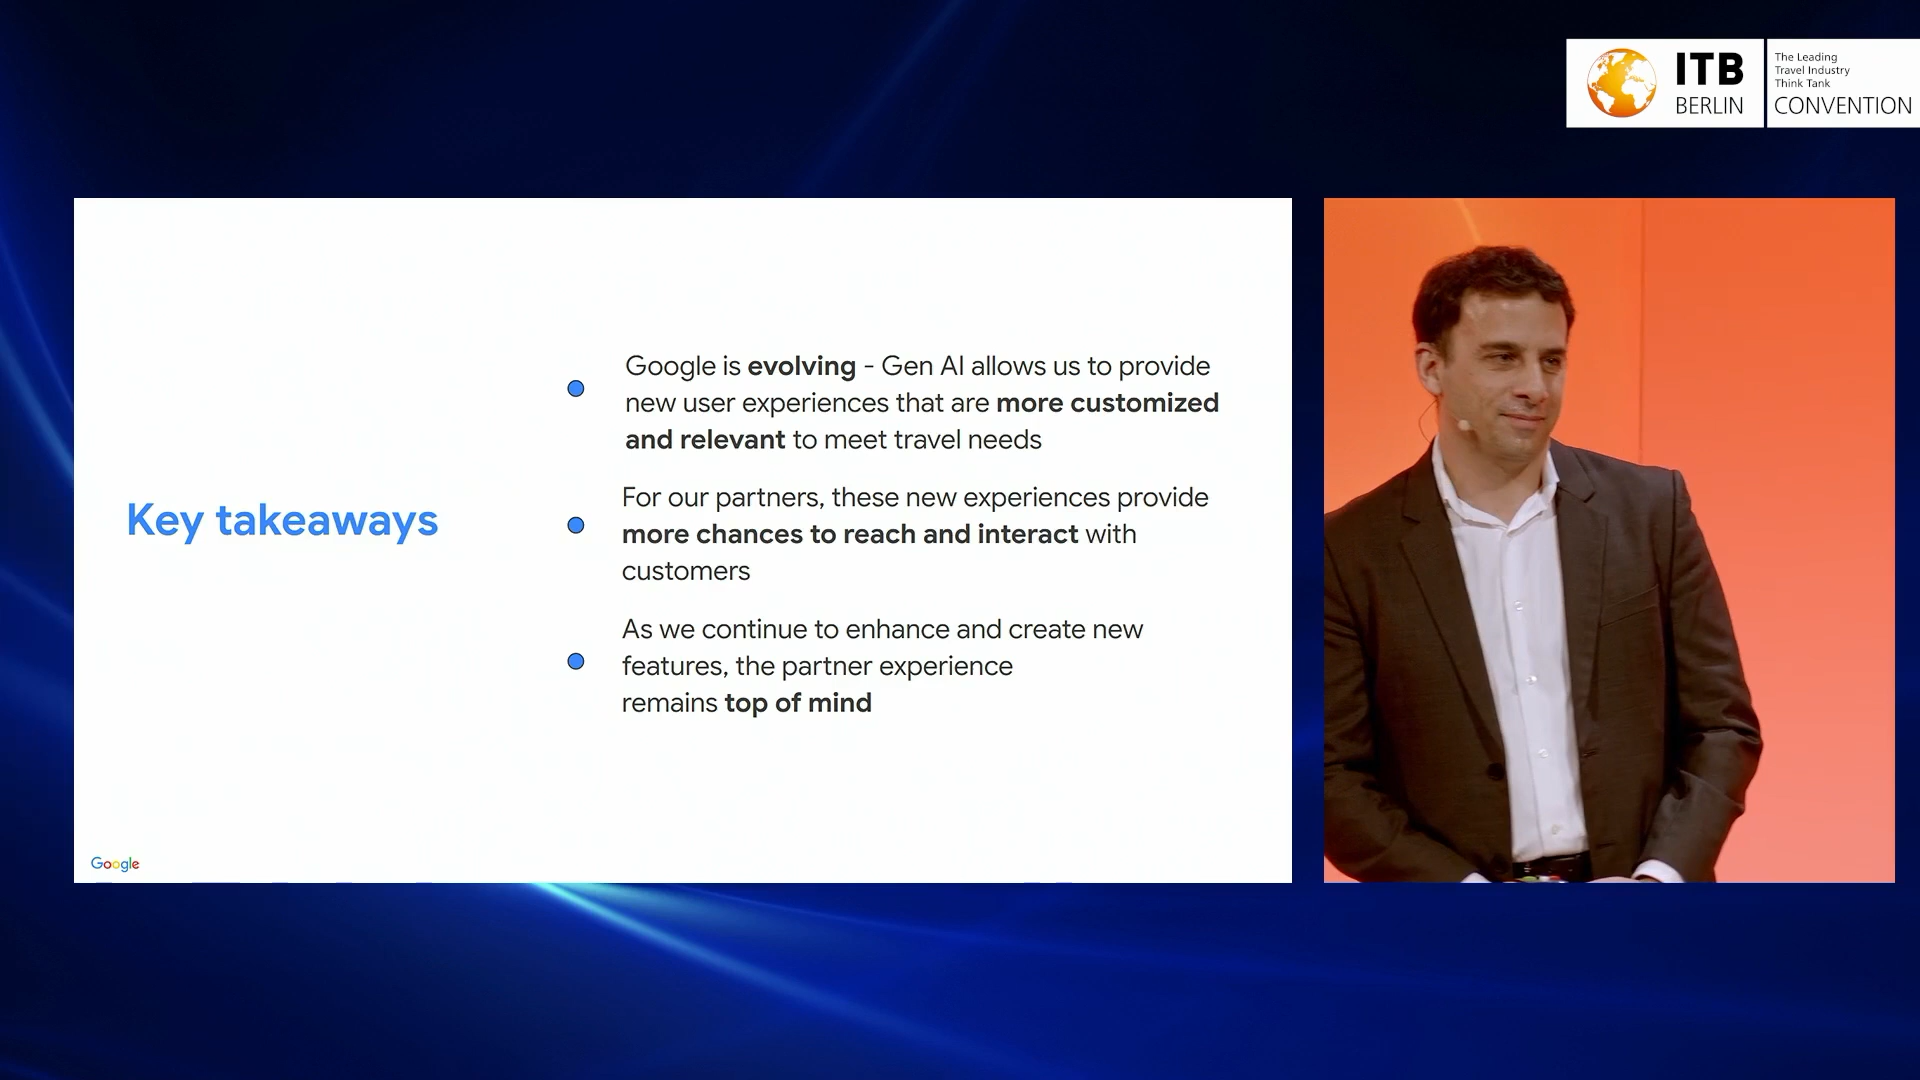 ITB
BERLIN
The Leading
Travel Industry
Think Tank
CONVENTION
Key takeaways
Google is evolving - Gen AI allows us to provide
new user experiences that are more customized
and relevant to meet travel needs
For our partners, these new experiences provide
more chances to reach and interact with
customers
As we continue to enhance and create new
features, the partner experience
remains top of mind
Google